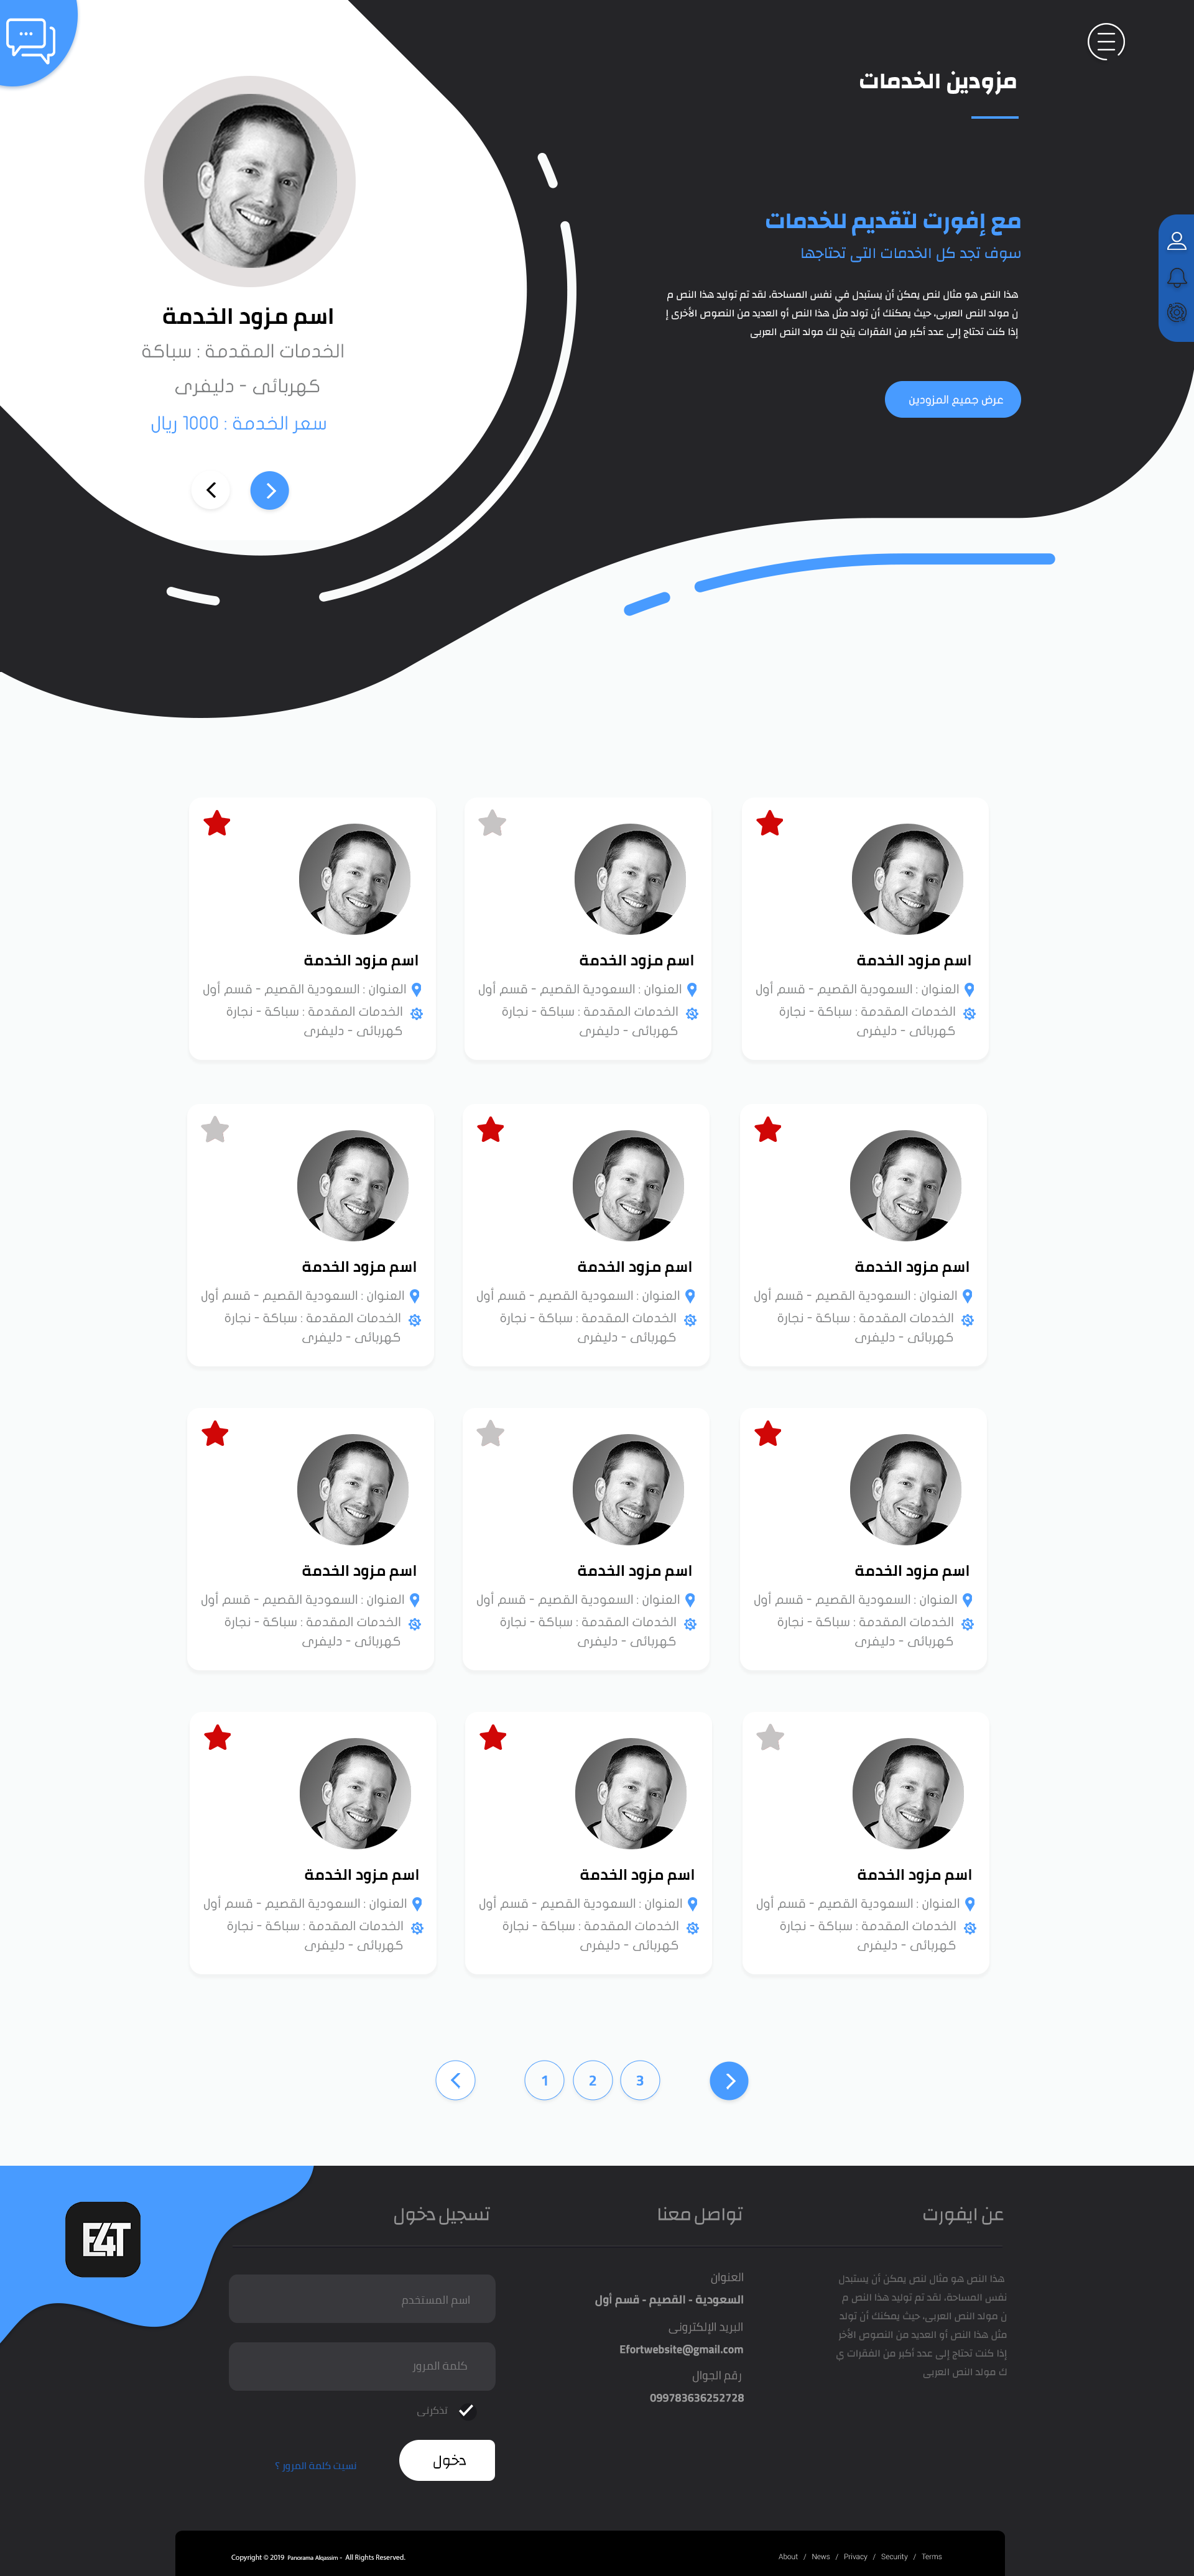 مزودين الخدمات
مع إفورت لتقديم للخدمات
سوف تجد كل الخدمات التى تحتاجها
هذا النص هو مثال لنص يمكن أن يستبدل في نفس المساحة، لقد تم توليد هذا النص م
ن مولد النص العربى، حيث يمكنك أن تولد مثل هذا النص أو العديد من النصوص الأخرى إ
إذا كنت تحتاج إلى عدد أكبر من الفقرات يتيح لك مولد النص العربى
عرض جميع المزودين
اسم مزود الخدمة
الخدمات المقدمة : سباكة
كهربائى - دليفرى
سعر الخدمة : 1000 ريال
اسم مزود الخدمة
العنوان : السعودية القصيم - قسم أول
الخدمات المقدمة : سباكة - نجارة
كهربائى - دليفرى
اسم مزود الخدمة
العنوان : السعودية القصيم - قسم أول
الخدمات المقدمة : سباكة - نجارة
كهربائى - دليفرى
اسم مزود الخدمة
العنوان : السعودية القصيم - قسم أول
الخدمات المقدمة : سباكة - نجارة
كهربائى - دليفرى
اسم مزود الخدمة
العنوان : السعودية القصيم - قسم أول
الخدمات المقدمة : سباكة - نجارة
كهربائى - دليفرى
اسم مزود الخدمة
العنوان : السعودية القصيم - قسم أول
الخدمات المقدمة : سباكة - نجارة
كهربائى - دليفرى
اسم مزود الخدمة
العنوان : السعودية القصيم - قسم أول
الخدمات المقدمة : سباكة - نجارة
كهربائى - دليفرى
اسم مزود الخدمة
العنوان : السعودية القصيم - قسم أول
الخدمات المقدمة : سباكة - نجارة
كهربائى - دليفرى
اسم مزود الخدمة
العنوان : السعودية القصيم - قسم أول
الخدمات المقدمة : سباكة - نجارة
كهربائى - دليفرى
اسم مزود الخدمة
العنوان : السعودية القصيم - قسم أول
الخدمات المقدمة : سباكة - نجارة
كهربائى - دليفرى
اسم مزود الخدمة
العنوان : السعودية القصيم - قسم أول
الخدمات المقدمة : سباكة - نجارة
كهربائى - دليفرى
اسم مزود الخدمة
العنوان : السعودية القصيم - قسم أول
الخدمات المقدمة : سباكة - نجارة
كهربائى - دليفرى
اسم مزود الخدمة
العنوان : السعودية القصيم - قسم أول
الخدمات المقدمة : سباكة - نجارة
كهربائى - دليفرى
1 2 3
عن ايفورت
هذا النص هو مثال لنص يمكن أن يستبدل
نفس المساحة، لقد تم توليد هذا النص م
ن مولد النص العربى، حيث يمكنك أن تولد
مثل هذا النص أو العديد من النصوص الأخر
إذا كنت تحتاج إلى عدد أكبر من الفقرات ي
ك مولد النص العربى
تواصل معنا
العنوان
السعودية - القصيم - قسم أول
البريد الإلكترونى
Efortwebsite@gmail.com
رقم الجوال
099783636252728
تسجيل دخول
اسم المستخدم
كلمة المرور
تذكرنى
دخول
نسيت كلمة المرور ؟
E4T
Copyright © 2019 Panorama Alqassim - All Rights Reserved.
About / News / Privacy / Security / Terms